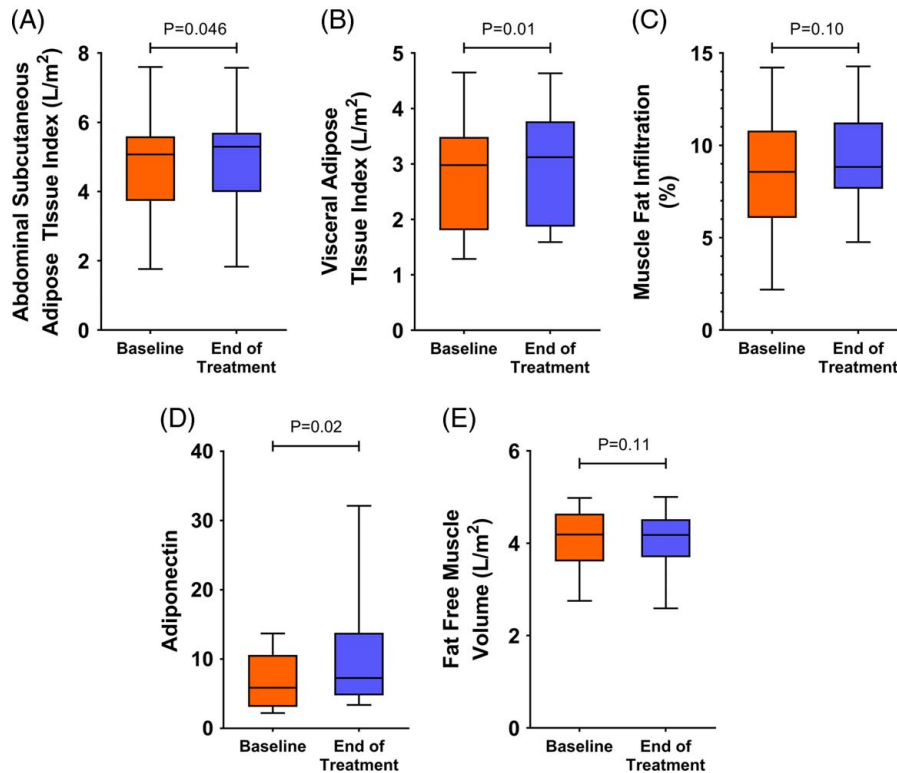 (A)
P=0.046
Abdominal Subcutaneous
Adipose TIssue Index (L/m²)
8
6
4
2
0
Baseline
End of
Treatment
(B)
P=0.01
Visceral Adipose
TIssue Index (L/m²)
5
4
3
2
1
0
Baseline
End of
Treatment
(C)
P=0.10
Muscle Fat Infiltration
(%)
15
10
5
0
Baseline
End of
Treatment
(D)
P=0.02
Adiponectin
40
30
20
10
0
Baseline
End of
Treatment
(E)
P=0.11
Fat Free Muscle
Volume (L/m²)
6
4
2
0
Baseline
End of
Treatment